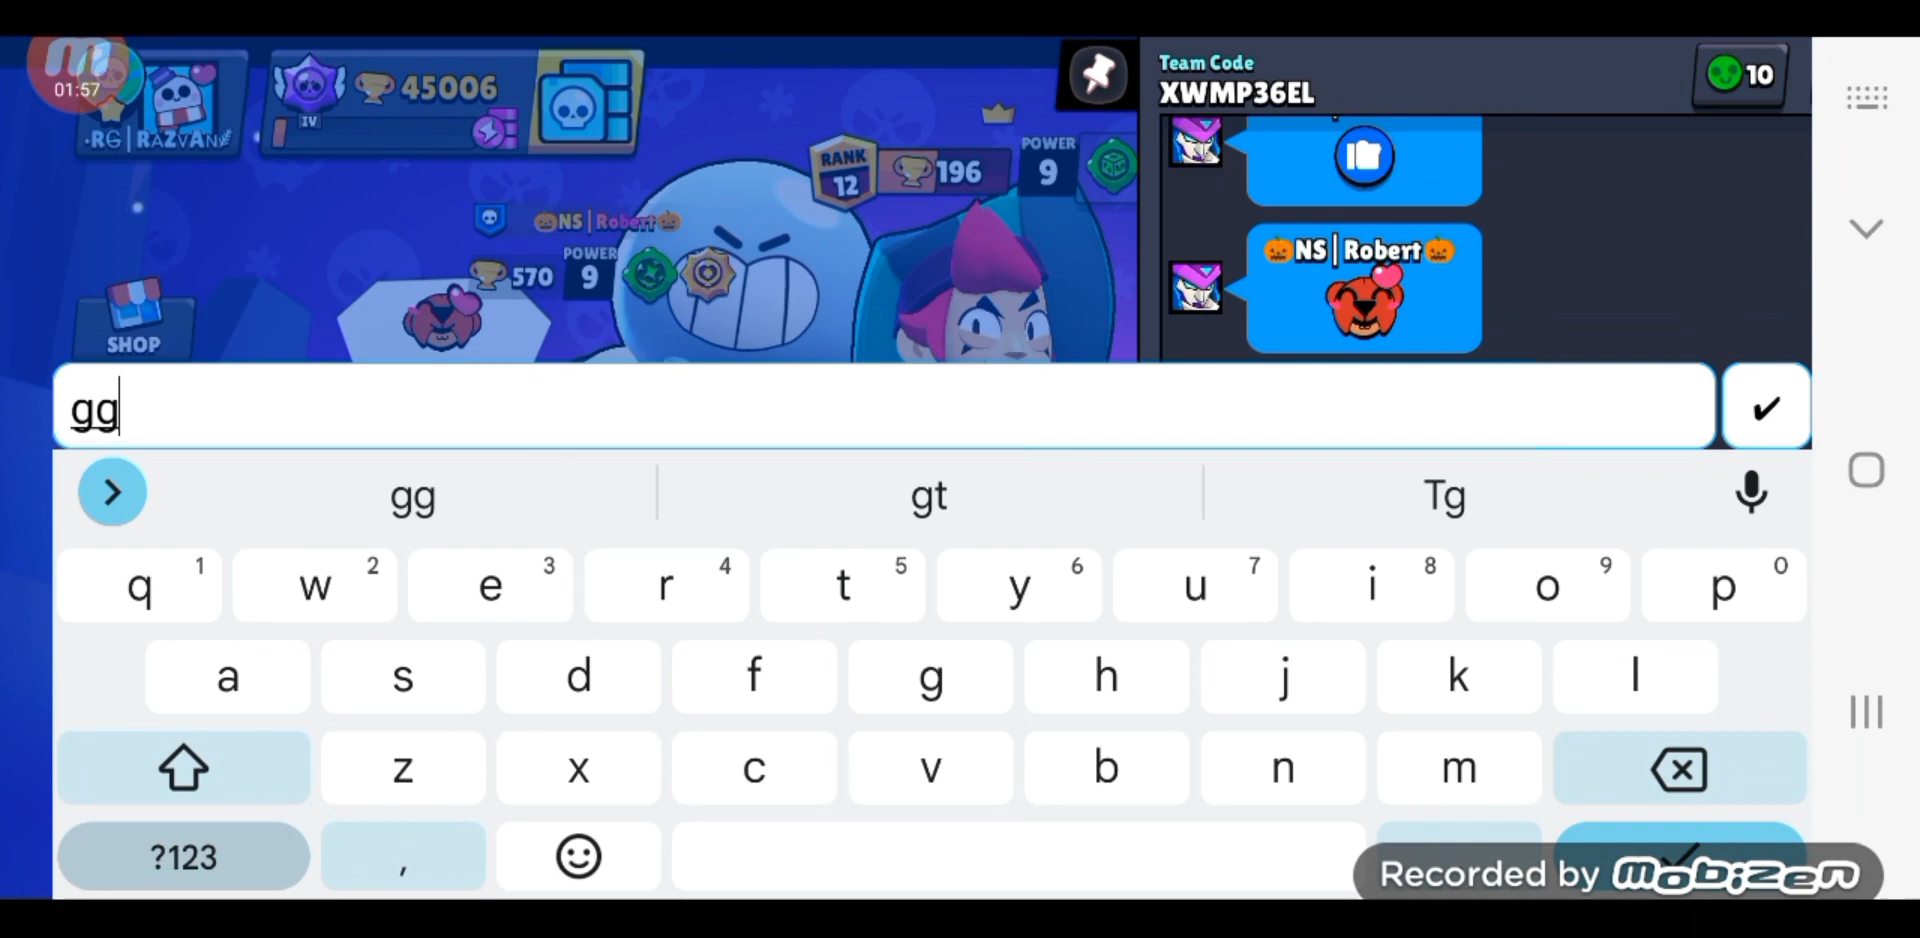 01:57
•RG | RAZVAN
IV
45006
Team Code
XWMP36EL
10
RANK
12
196
POWER
9
🎃NS | Robert🎃
570
POWER
9
🎃NS | Robert🎃
SHOP
gg
gg gt Tg
q 1 w 2 e 3 r 4 t 5 y 6 u 7 i 8 o 9 p 0
a s d f g h j k l
z x c v b n m
?123 ,
Recorded by mobizen